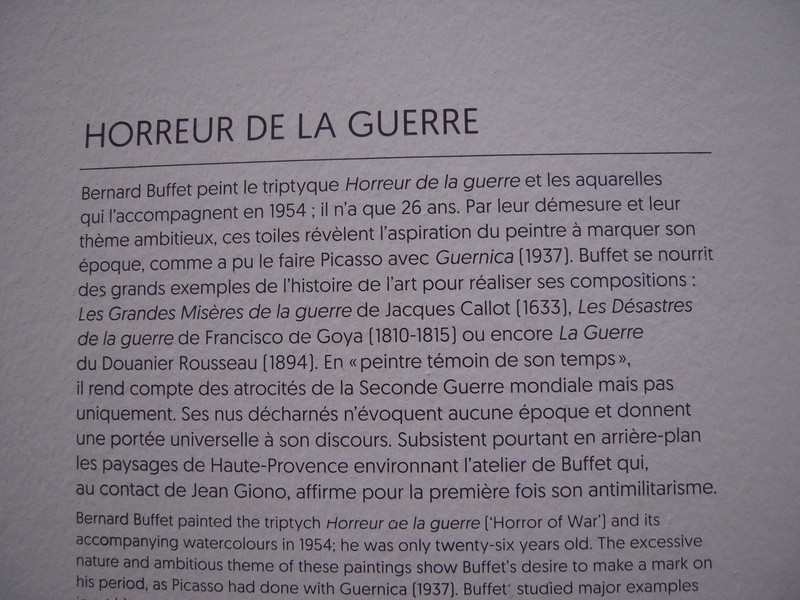 HORREUR DE LA GUERRE
Bernard Buffet peint le triptyque Horreur de la guerre et les aquarelles
qui l'accompagnent en 1954 ; il n'a que 26 ans. Par leur démesure et leur
thème ambitieux, ces toiles révèlent l'aspiration du peintre à marquer son
époque, comme a pu le faire Picasso avec Guernica (1937). Buffet se nourrit
des grands exemples de l'histoire de l'art pour réaliser ses compositions :
Les Grandes Misères de la guerre de Jacques Callot (1633), Les Désastres
de la guerre de Francisco de Goya (1810-1815) ou encore La Guerre
du Douanier Rousseau (1894). En « peintre témoin de son temps »,
il rend compte des atrocités de la Seconde Guerre mondiale mais pas
uniquement. Ses nus décharnés n'évoquent aucune époque et donnent
une portée universelle à son discours. Subsistent pourtant en arrière-plan
les paysages de Haute-Provence environnant l'atelier de Buffet qui,
au contact de Jean Giono, affirme pour la première fois son antimilitarisme.
Bernard Buffet painted the triptych Horreur de la guerre ('Horror of War') and its
accompanying watercolours in 1954; he was only twenty-six years old. The excessive
nature and ambitious theme of these paintings show Buffet's desire to make a mark on
his period, as Picasso had done with Guernica (1937). Buffet studied major examples